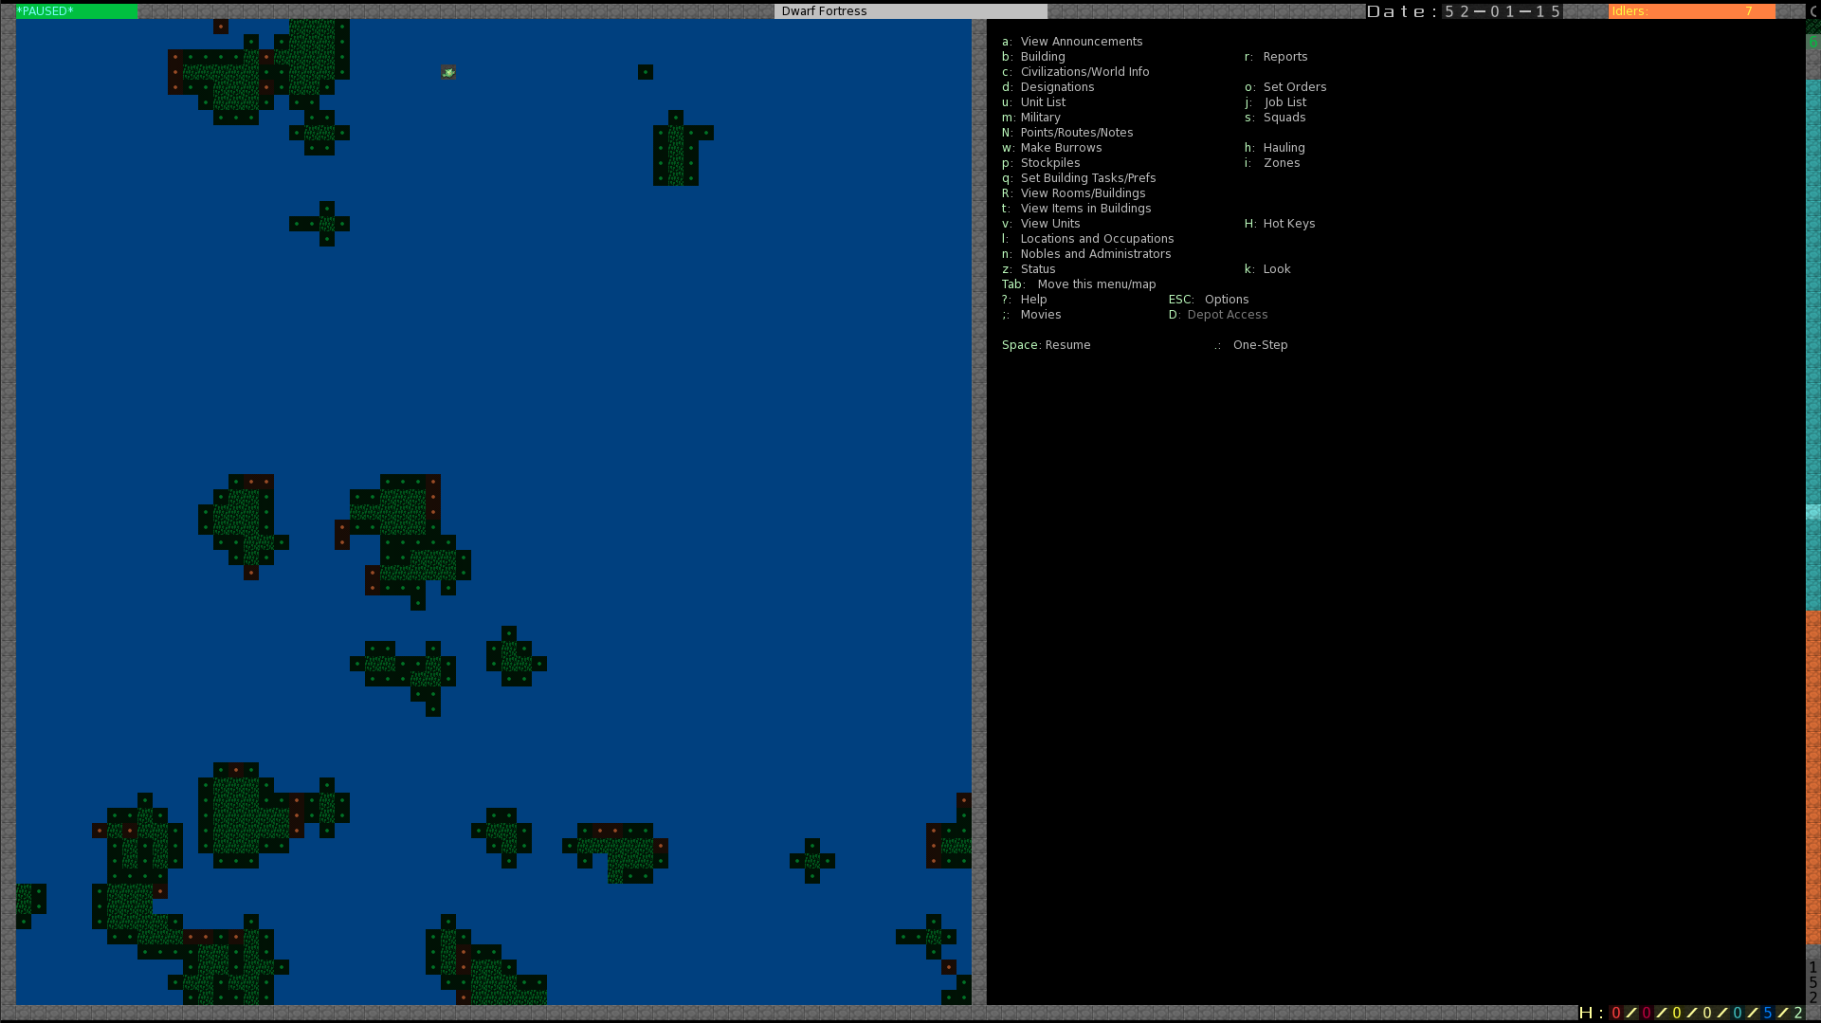 *PAUSED* Dwarf Fortress Date:52-01-15 Idlers: 7 C
6
a: View Announcements
b: Building r: Reports
c: Civilizations/World Info
d: Designations o: Set Orders
u: Unit List j: Job List
m: Military s: Squads
N: Points/Routes/Notes
w: Make Burrows h: Hauling
p: Stockpiles i: Zones
q: Set Building Tasks/Prefs
R: View Rooms/Buildings
t: View Items in Buildings
v: View Units H: Hot Keys
l: Locations and Occupations
n: Nobles and Administrators
z: Status k: Look
Tab: Move this menu/map
?: Help ESC: Options
;: Movies D: Depot Access
Space: Resume .: One-Step
1
5
2
H: 0/0/0/0/0/5/2